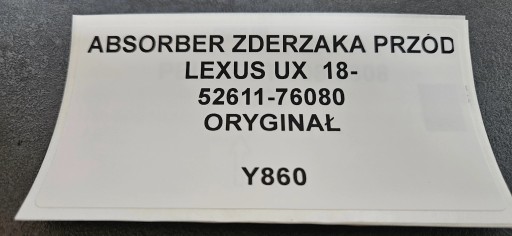 ABSORBER ZDERZAKA PRZÓD
LEXUS UX 18-
52611-76080
ORYGINAŁ
Y860